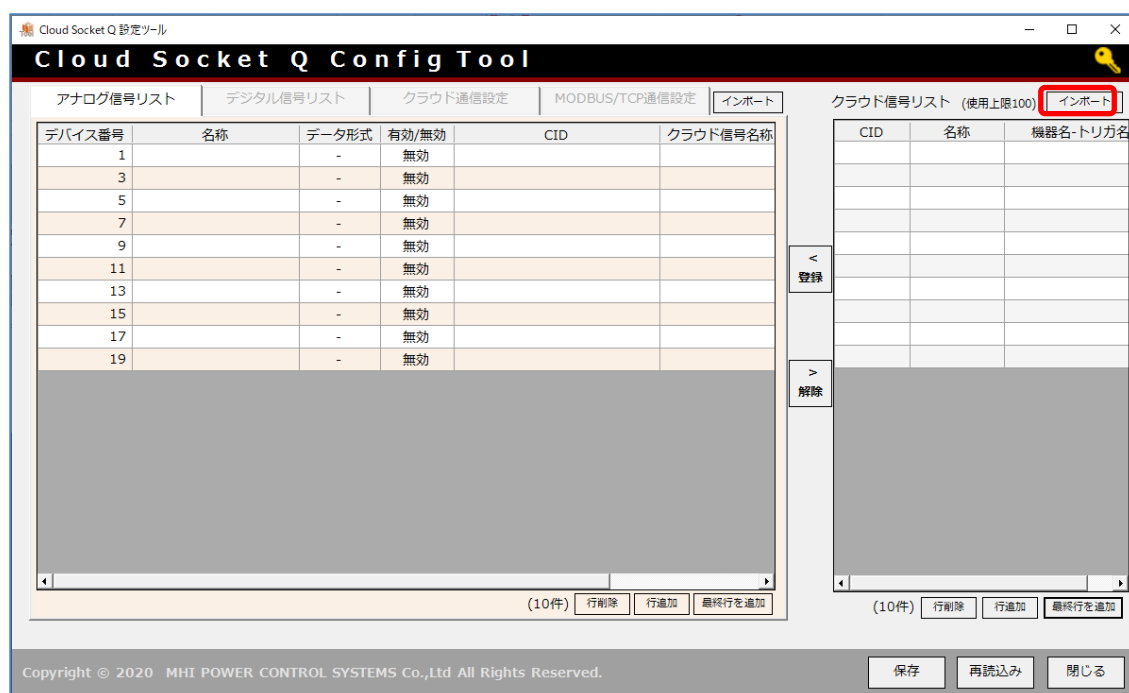 Cloud Socket Q 設定ツール
Cloud Socket Q Config Tool
アナログ信号リスト デジタル信号リスト クラウド通信設定 MODBUS/TCP通信設定 インポート クラウド信号リスト (使用上限100) インポート
デバイス番号 名称 データ形式 有効/無効 CID クラウド信号名称 CID 名称 機器名-トリガ名
1 - 無効
3 - 無効
5 - 無効
7 - 無効
9 - 無効
11 - 無効
13 - 無効
15 - 無効
17 - 無効
19 - 無効
<
登録
>
解除
(10件) 行削除 行追加 最終行を追加 (10件) 行削除 行追加 最終行を追加
Copyright © 2020 MHI POWER CONTROL SYSTEMS Co.,Ltd All Rights Reserved. 保存 再読込み 閉じる